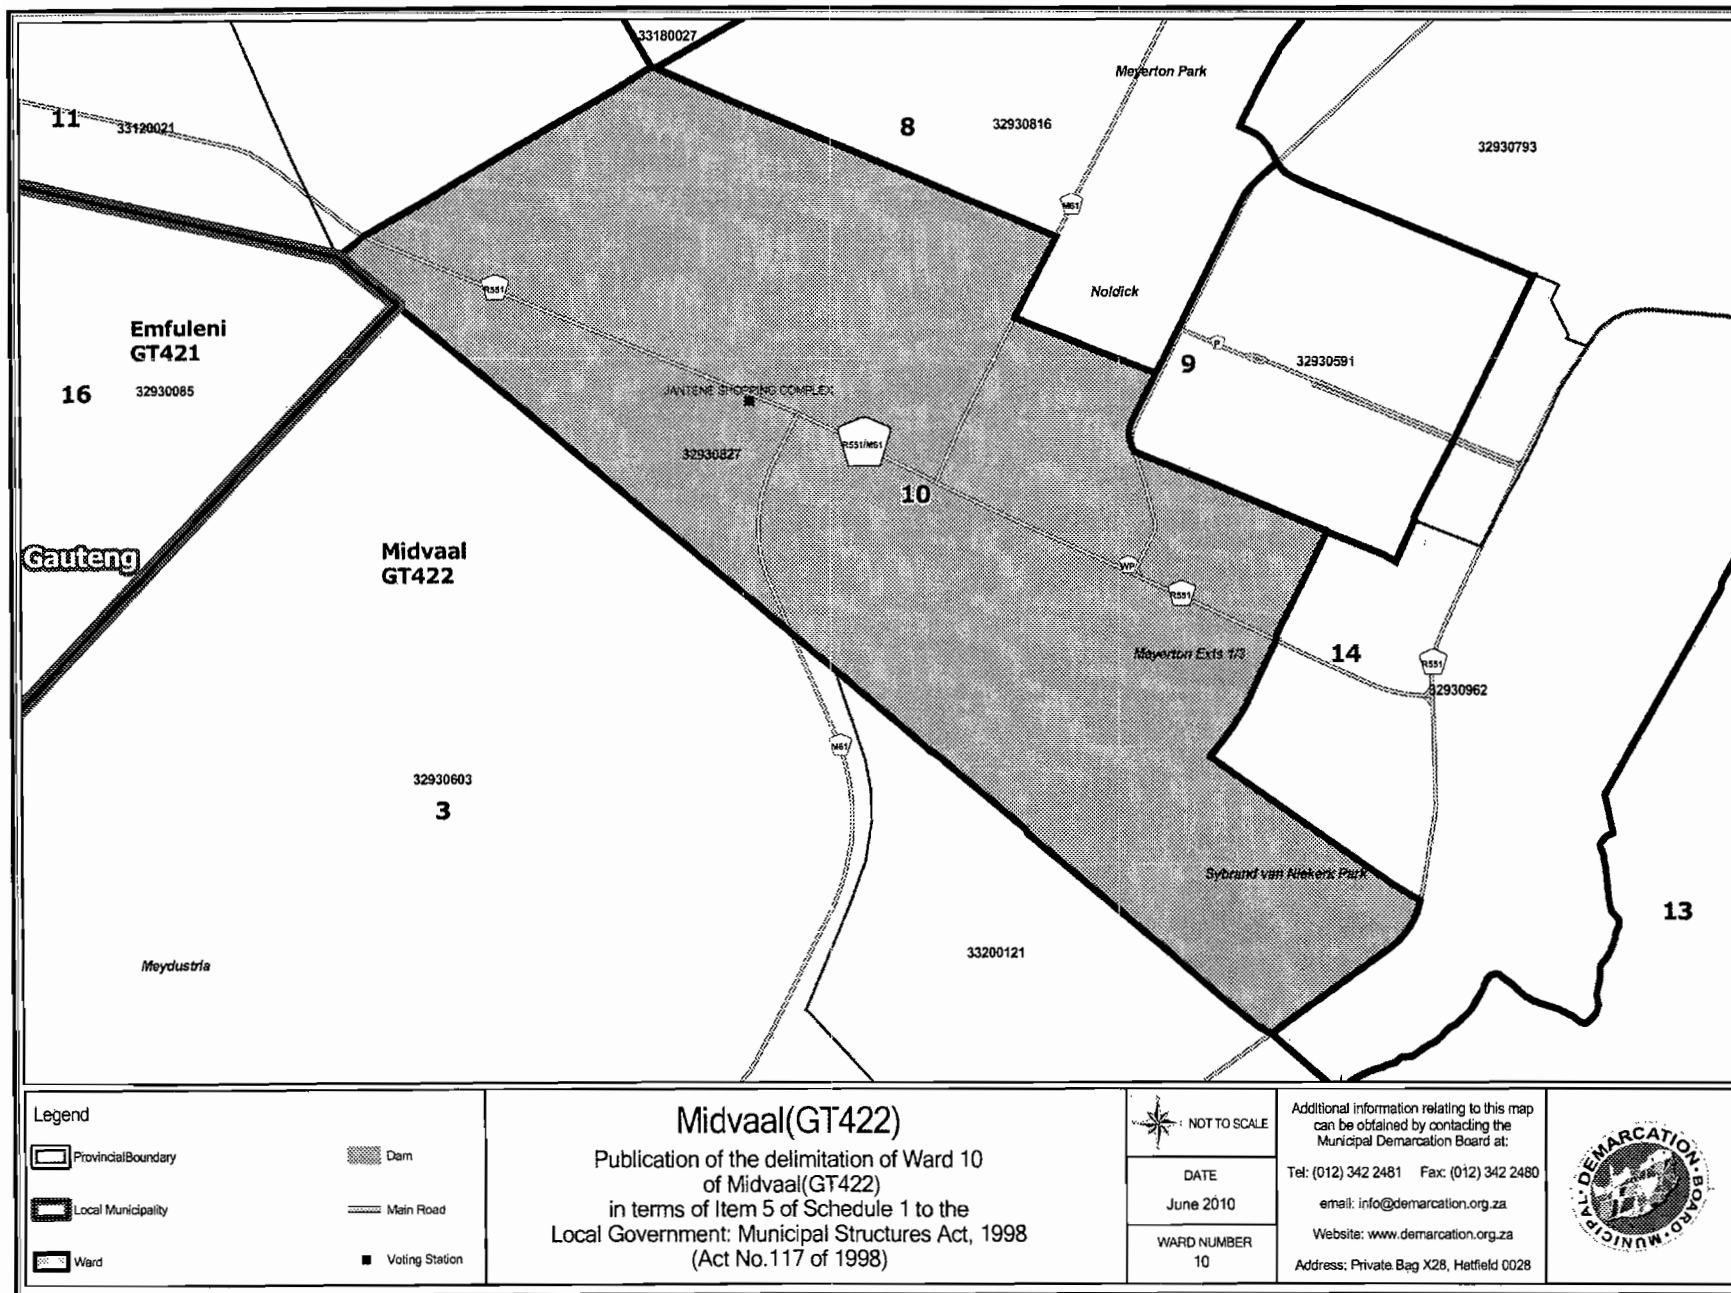 33180027
Meyerton Park
11
33120021
8
32930816
32930793
M61
R551
Noldick
Emfuleni
GT421
P
9
32930591
16
32930085
JANTENE SHOPPING COMPLEX
R551/M61
32930827
10
Gauteng
Midvaal
GT422
WP
R551
Meyerton Exts 1/3
14
R551
32930962
M61
32930603
3
Sybrand van Niekerk Park
13
33200121
Meydustria
Legend
ProvincialBoundary
Local Municipality
Ward
Dam
Main Road
Voting Station
Midvaal(GT422)
Publication of the delimitation of Ward 10
of Midvaal(GT422)
in terms of Item 5 of Schedule 1 to the
Local Government: Municipal Structures Act, 1998
(Act No.117 of 1998)
NOT TO SCALE
DATE
June 2010
WARD NUMBER
10
Additional information relating to this map
can be obtained by contacting the
Municipal Demarcation Board at:
Tel: (012) 342 2481 Fax: (012) 342 2480
email: info@demarcation.org.za
Website: www.demarcation.org.za
Address: Private Bag X28, Hatfield 0028
MUNICIPAL DEMARCATION BOARD